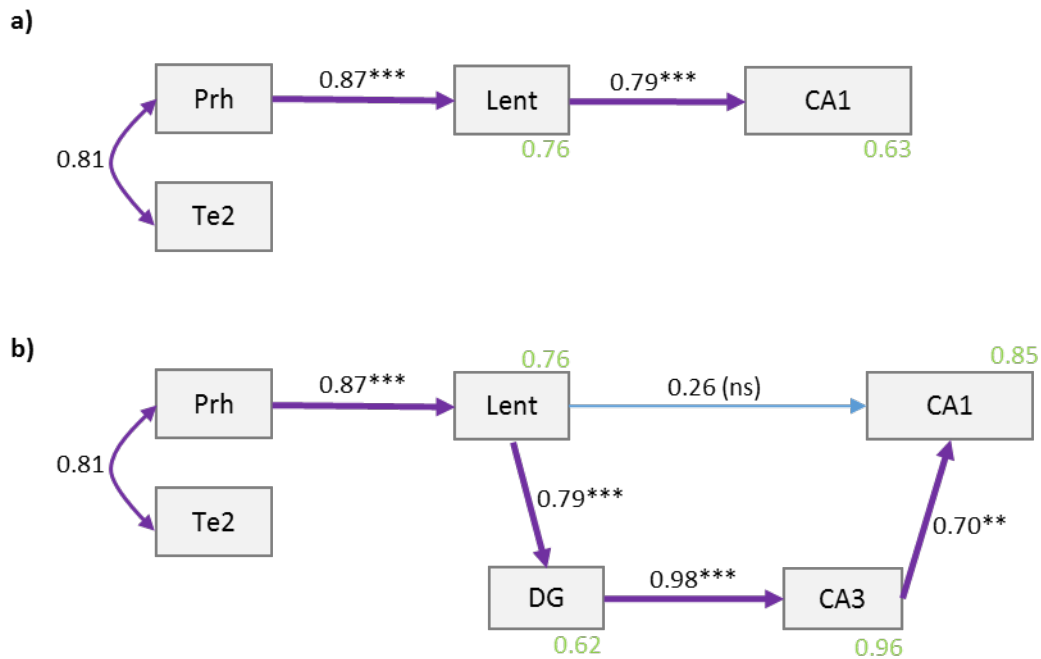 a)
Prh
0.87***
Lent
0.79***
CA1
0.76
0.63
0.81
Te2
b)
0.76
0.85
Prh
0.87***
Lent
0.26 (ns)
CA1
0.81
0.79***
Te2
0.70**
DG
0.98***
CA3
0.62
0.96